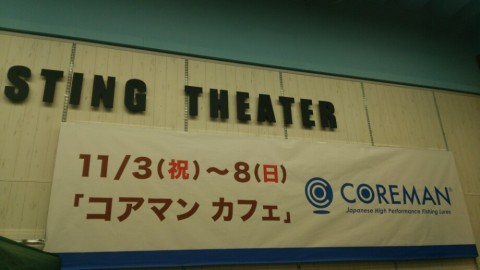 STING THEATER
11/3(祝)～8(日)
「コアマン カフェ」
COREMAN®
Japanese High Performance Fishing Lures